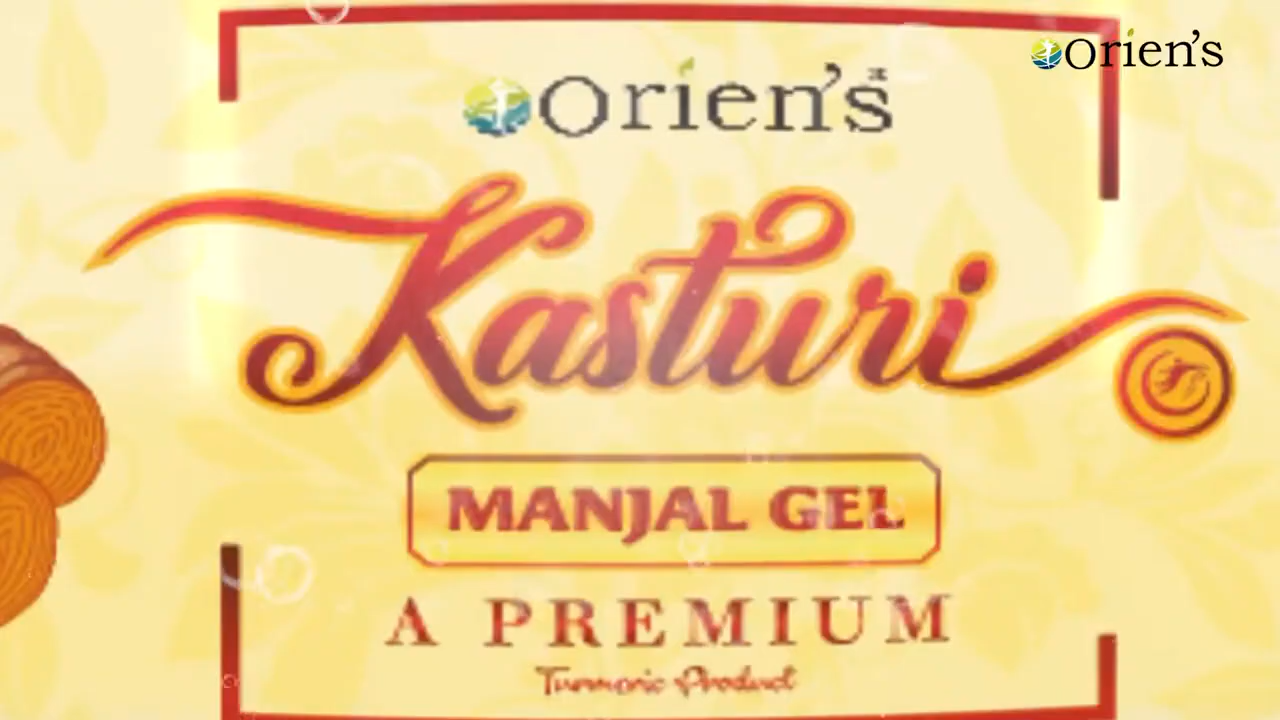 Orien's
Orien's
Kasturi
MANJAL GEL
A PREMIUM
Turmeric Product